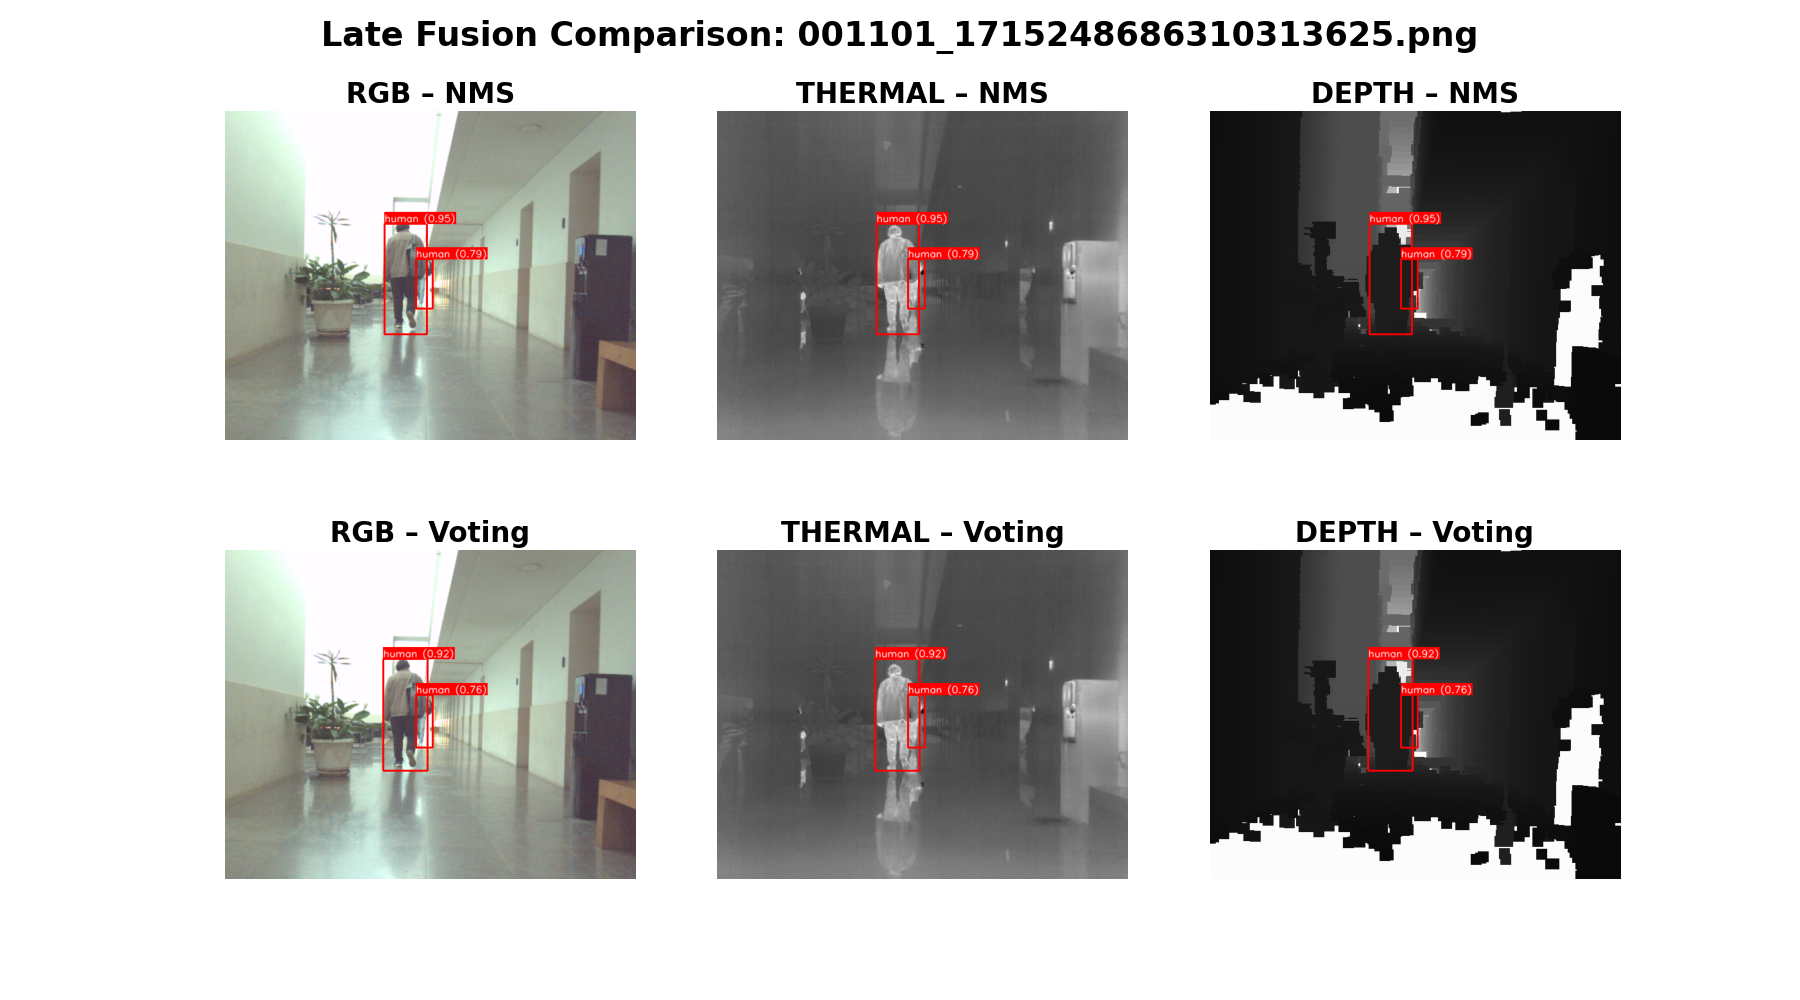 Late Fusion Comparison: 001101_1715248686310313625.png
RGB – NMS
THERMAL – NMS
DEPTH – NMS
human (0.95)
human (0.79)
human (0.95)
human (0.79)
human (0.95)
human (0.79)
RGB – Voting
THERMAL – Voting
DEPTH – Voting
human (0.92)
human (0.76)
human (0.92)
human (0.76)
human (0.92)
human (0.76)